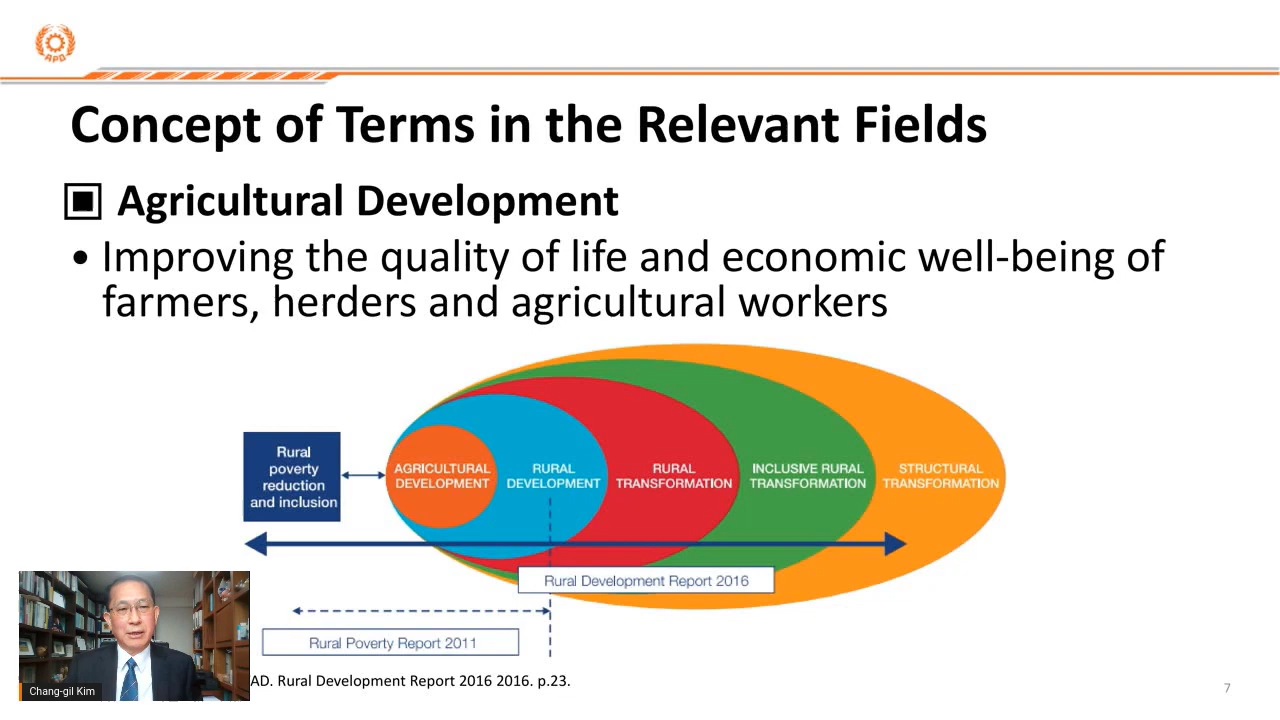 APO
Concept of Terms in the Relevant Fields
Agricultural Development
• Improving the quality of life and economic well-being of
farmers, herders and agricultural workers
Rural
poverty
reduction
and inclusion
AGRICULTURAL
DEVELOPMENT
RURAL
DEVELOPMENT
RURAL
TRANSFORMATION
INCLUSIVE RURAL
TRANSFORMATION
STRUCTURAL
TRANSFORMATION
Rural Development Report 2016
Rural Poverty Report 2011
Chang-gil Kim
AD. Rural Development Report 2016 2016. p.23.
7